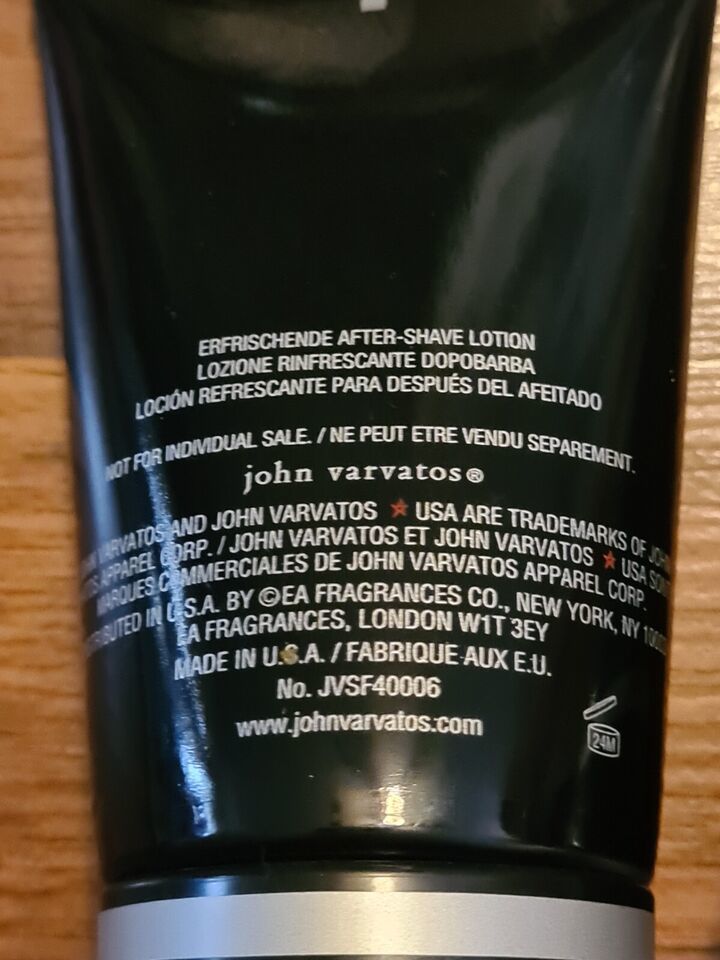 ERFRISCHENDE AFTER-SHAVE LOTION
LOZIONE RINFRESCANTE DOPOBARBA
LOCIÓN REFRESCANTE PARA DESPUÉS DEL AFEITADO
NOT FOR INDIVIDUAL SALE. / NE PEUT ETRE VENDU SEPAREMENT.
john varvatos®
VARVATOS AND JOHN VARVATOS ★ USA ARE TRADEMARKS OF
APPAREL CORP. / JOHN VARVATOS ET JOHN VARVATOS ★ USA
MARQUES COMMERCIALES DE JOHN VARVATOS APPAREL CORP.
IN U.S.A. BY ©EA FRAGRANCES CO., NEW YORK, NY
EA FRAGRANCES, LONDON W1T 3EY
MADE IN U.S.A. / FABRIQUE AUX E.U.
No. JVSF40006
www.johnvarvatos.com
24M